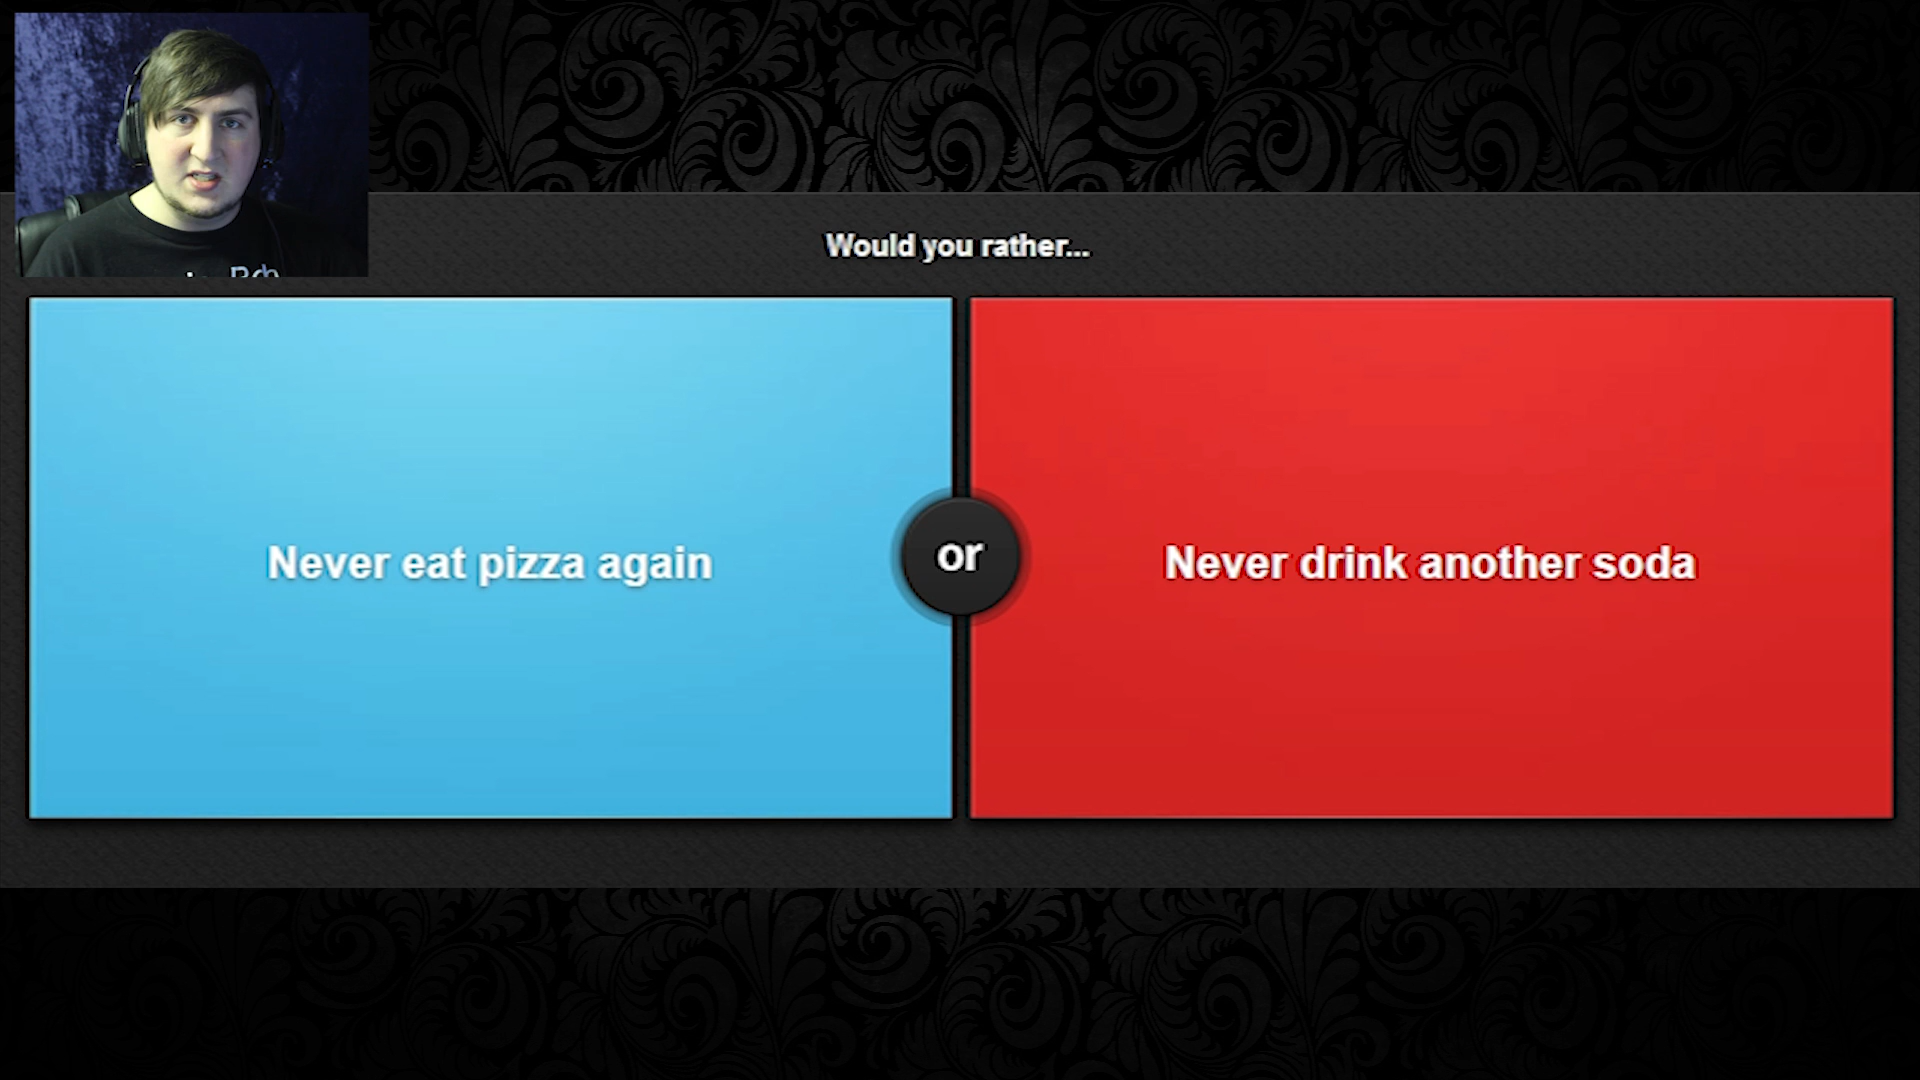 Would you rather...
Never eat pizza again
or
Never drink another soda